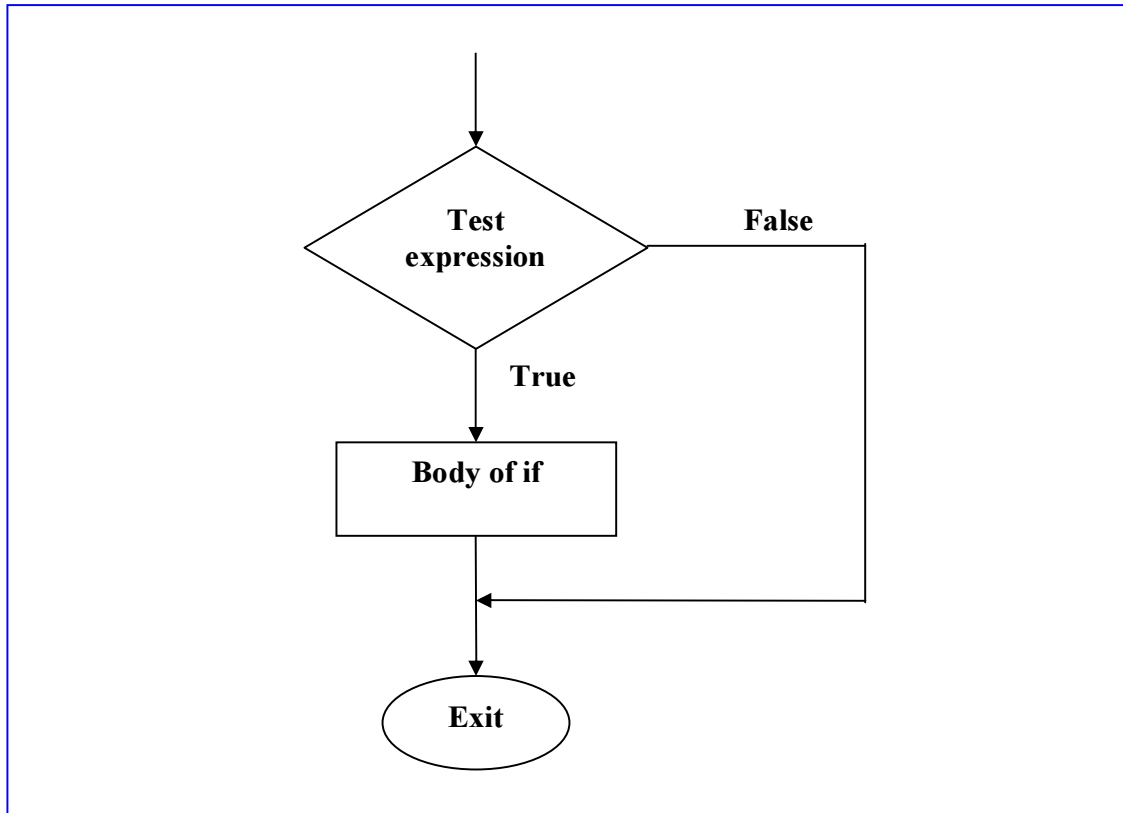 Test
expression
False
True
Body of if
Exit